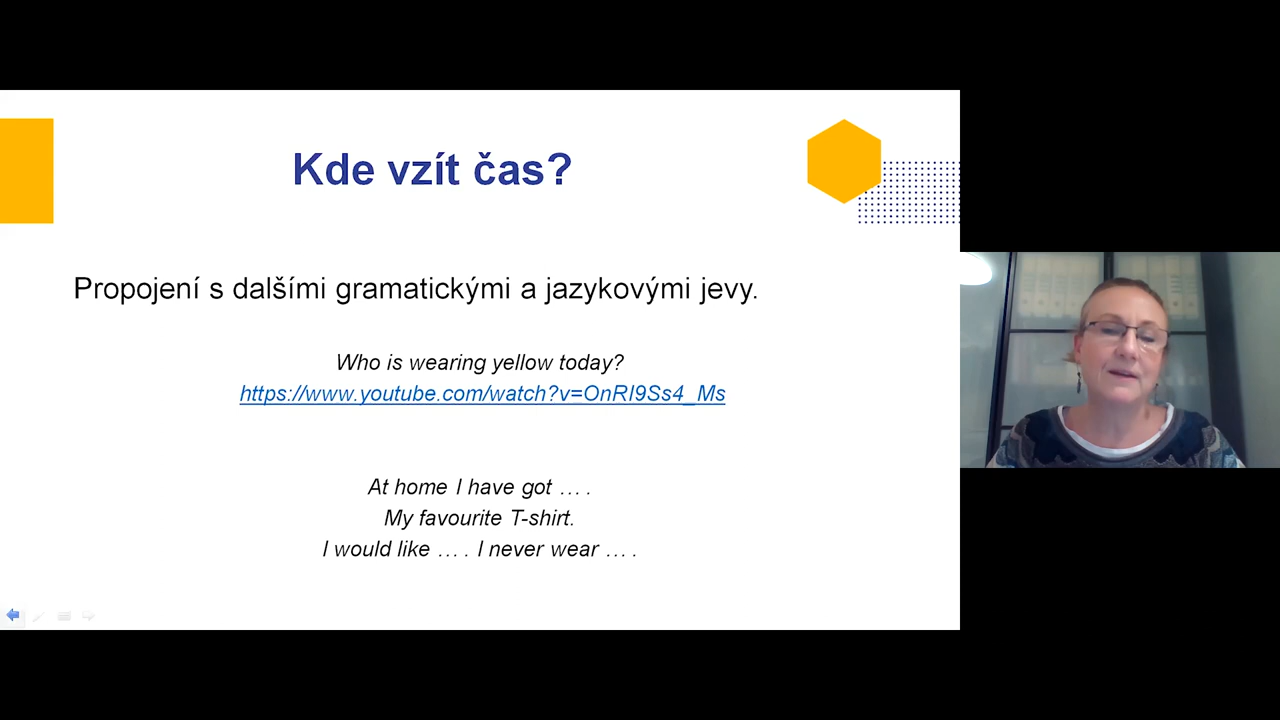 Kde vzít čas?
Propojení s dalšími gramatickými a jazykovými jevy.
Who is wearing yellow today?
https://www.youtube.com/watch?v=OnRI9Ss4_Ms
At home I have got … .
My favourite T-shirt.
I would like … . I never wear … .